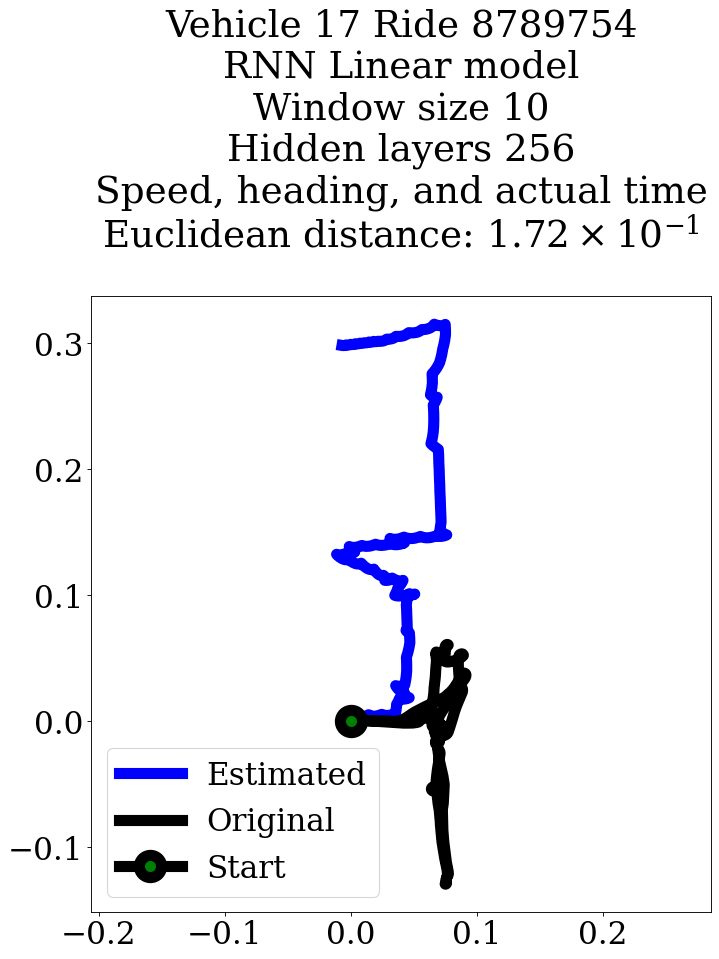 Vehicle 17 Ride 8789754
RNN Linear model
Window size 10
Hidden layers 256
Speed, heading, and actual time
Euclidean distance: 1.72 × 10⁻¹
0.3
0.2
0.1
0.0
−0.1
Estimated
Original
Start
−0.2 −0.1 0.0 0.1 0.2